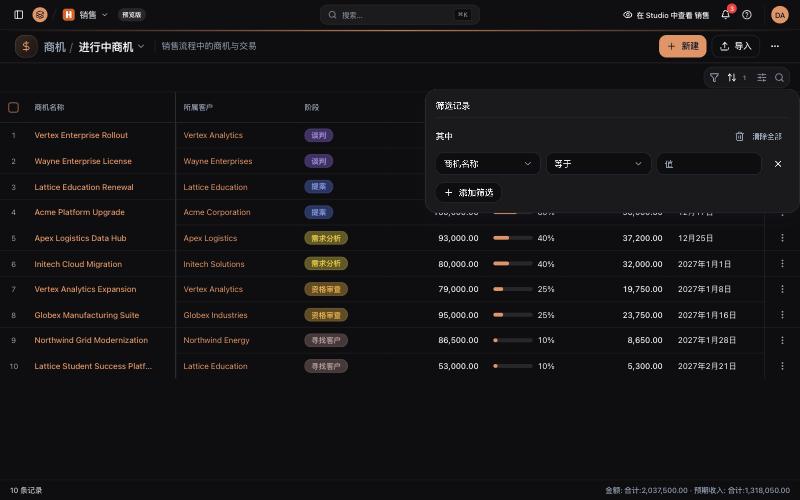 销售 预览版 搜索... ⌘K 在 Studio 中查看 销售 3 DA
商机 / 进行中商机 销售流程中的商机与交易 新建 导入
1
商机名称 所属客户 阶段
筛选记录
其中 清除全部
商机名称 等于 值
添加筛选
1 Vertex Enterprise Rollout Vertex Analytics 谈判
2 Wayne Enterprise License Wayne Enterprises 谈判
3 Lattice Education Renewal Lattice Education 提案
4 Acme Platform Upgrade Acme Corporation 提案
5 Apex Logistics Data Hub Apex Logistics 需求分析 93,000.00 40% 37,200.00 12月25日
6 Initech Cloud Migration Initech Solutions 需求分析 80,000.00 40% 32,000.00 2027年1月1日
7 Vertex Analytics Expansion Vertex Analytics 资格审查 79,000.00 25% 19,750.00 2027年1月8日
8 Globex Manufacturing Suite Globex Industries 资格审查 95,000.00 25% 23,750.00 2027年1月16日
9 Northwind Grid Modernization Northwind Energy 寻找客户 86,500.00 10% 8,650.00 2027年1月28日
10 Lattice Student Success Platf... Lattice Education 寻找客户 53,000.00 10% 5,300.00 2027年2月21日
10 条记录 金额: 合计:2,037,500.00 · 预期收入: 合计:1,318,050.00